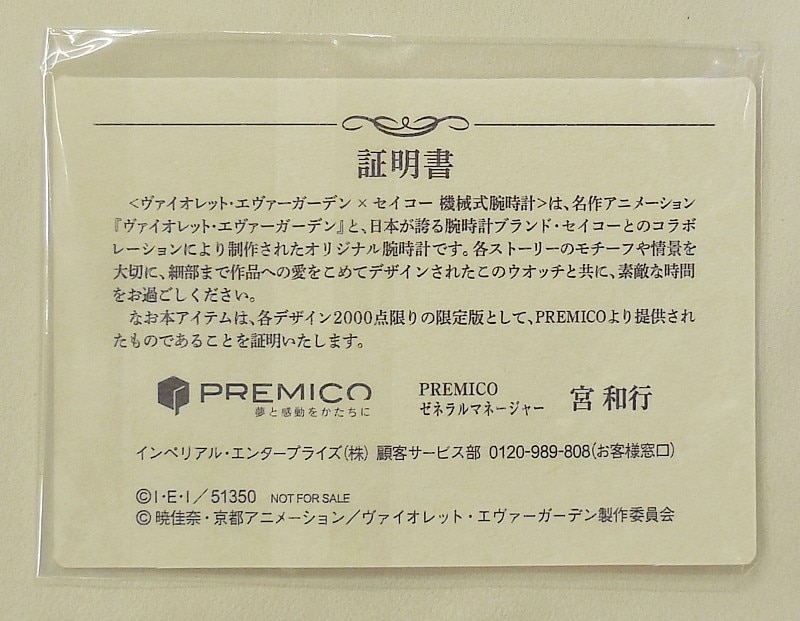 証明書
＜ヴァイオレット・エヴァーガーデン × セイコー 機械式腕時計＞は、名作アニメーション
『ヴァイオレット・エヴァーガーデン』と、日本が誇る腕時計ブランド・セイコーとのコラボ
レーションにより制作されたオリジナル腕時計です。各ストーリーのモチーフや情景を
大切に、細部まで作品への愛をこめてデザインされたこのウオッチと共に、素敵な時間
をお過ごしください。
なお本アイテムは、各デザイン2000点限りの限定版として、PREMICOより提供され
たものであることを証明いたします。
PREMICO
夢と感動をかたちに
PREMICO
ゼネラルマネージャー 宮 和行
インペリアル・エンタープライズ(株) 顧客サービス部 0120-989-808(お客様窓口)
©I・E・I／51350 NOT FOR SALE
© 暁佳奈・京都アニメーション／ヴァイオレット・エヴァーガーデン製作委員会